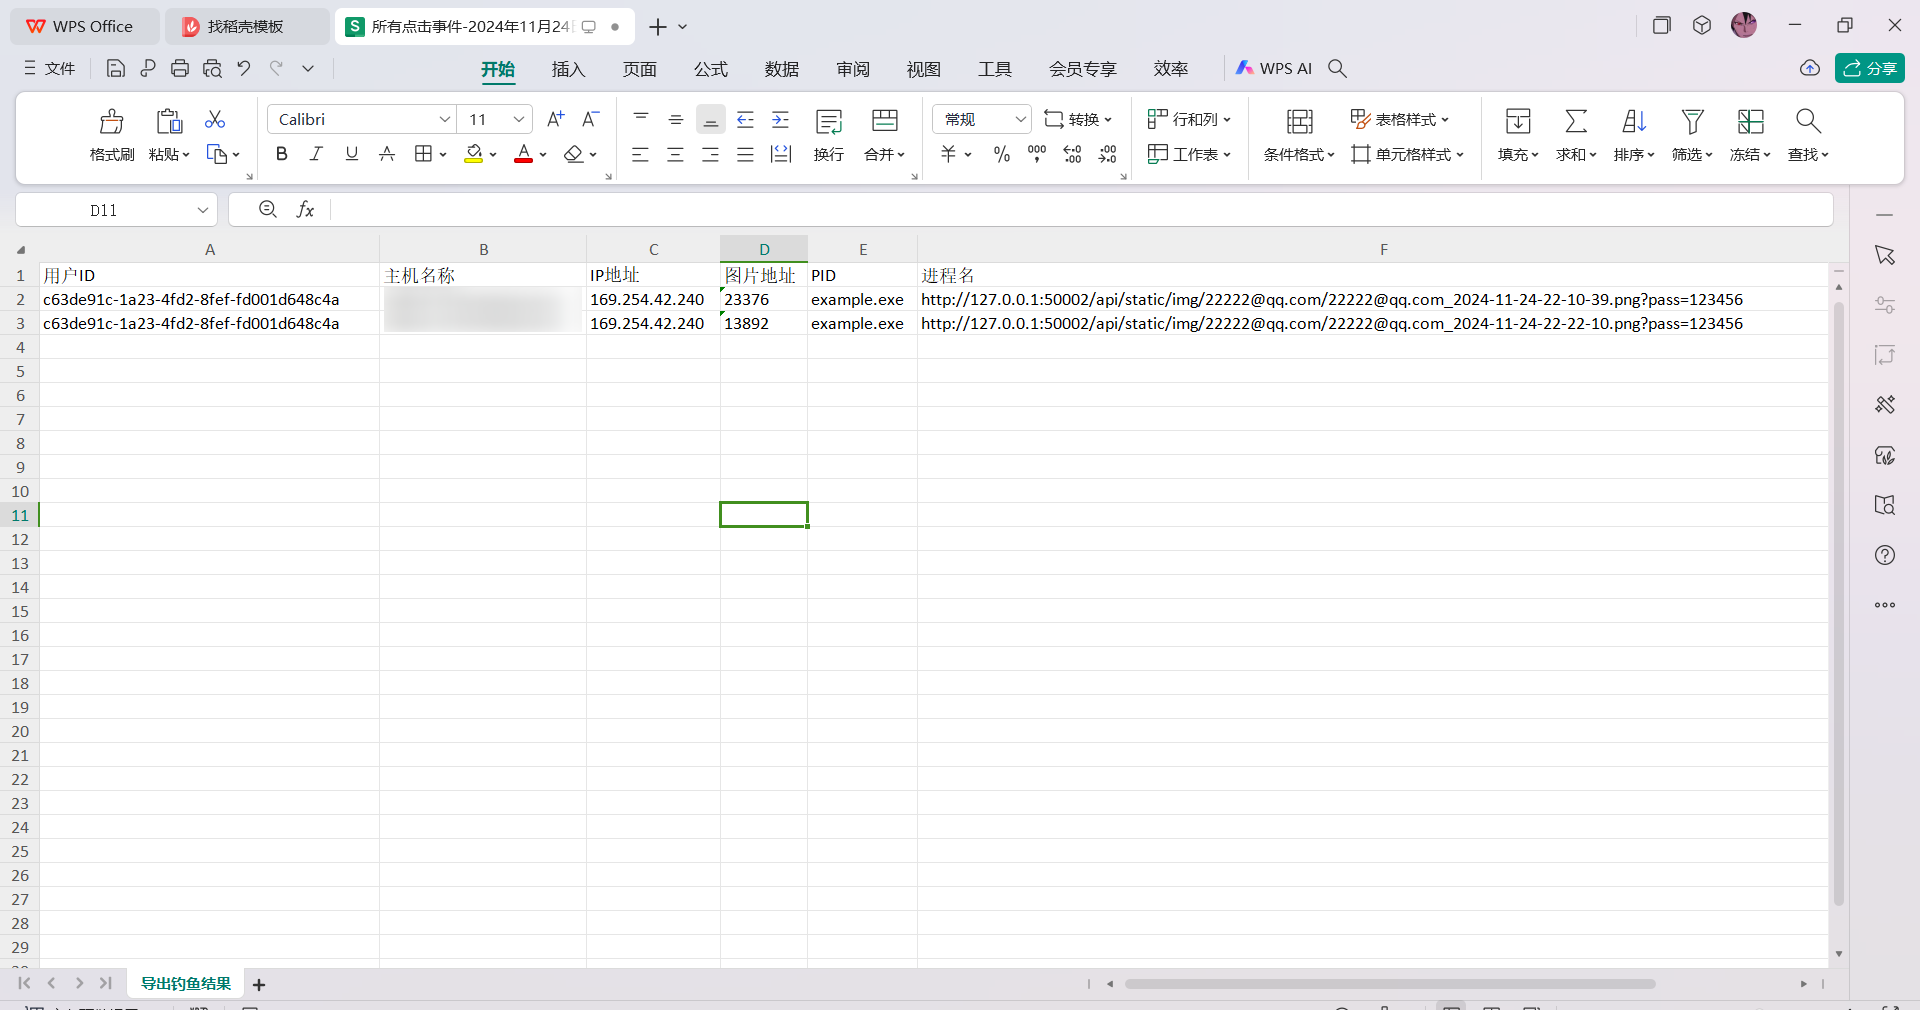 WPS Office 找稻壳模板 所有点击事件-2024年11月24
文件 开始 插入 页面 公式 数据 审阅 视图 工具 会员专享 效率 WPS AI 分享
Calibri 11 常规 转换 行和列 表格样式
格式刷 粘贴 换行 合并 工作表 条件格式 单元格样式 填充 求和 排序 筛选 冻结 查找
D11 fx
A B C D E F
1 用户ID 主机名称 IP地址 图片地址 PID 进程名
2 c63de91c-1a23-4fd2-8fef-fd001d648c4a 169.254.42.240 23376 example.exe http://127.0.0.1:50002/api/static/img/22222@qq.com/22222@qq.com_2024-11-24-22-10-39.png?pass=123456
3 c63de91c-1a23-4fd2-8fef-fd001d648c4a 169.254.42.240 13892 example.exe http://127.0.0.1:50002/api/static/img/22222@qq.com/22222@qq.com_2024-11-24-22-22-10.png?pass=123456
4
5
6
7
8
9
10
11
12
13
14
15
16
17
18
19
20
21
22
23
24
25
26
27
28
29
导出钓鱼结果